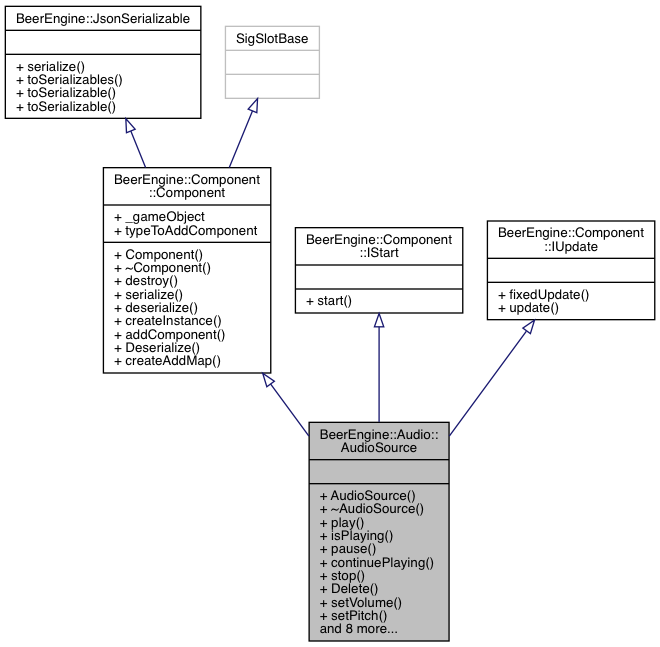 BeerEngine::JsonSerializable
+ serialize()
+ toSerializables()
+ toSerializable()
+ toSerializable()
SigSlotBase
BeerEngine::Component
::Component
+ _gameObject
+ typeToAddComponent
+ Component()
+ ~Component()
+ destroy()
+ serialize()
+ deserialize()
+ createInstance()
+ addComponent()
+ Deserialize()
+ createAddMap()
BeerEngine::Component
::IStart
+ start()
BeerEngine::Component
::IUpdate
+ fixedUpdate()
+ update()
BeerEngine::Audio::
AudioSource
+ AudioSource()
+ ~AudioSource()
+ play()
+ isPlaying()
+ pause()
+ continuePlaying()
+ stop()
+ Delete()
+ setVolume()
+ setPitch()
and 8 more...